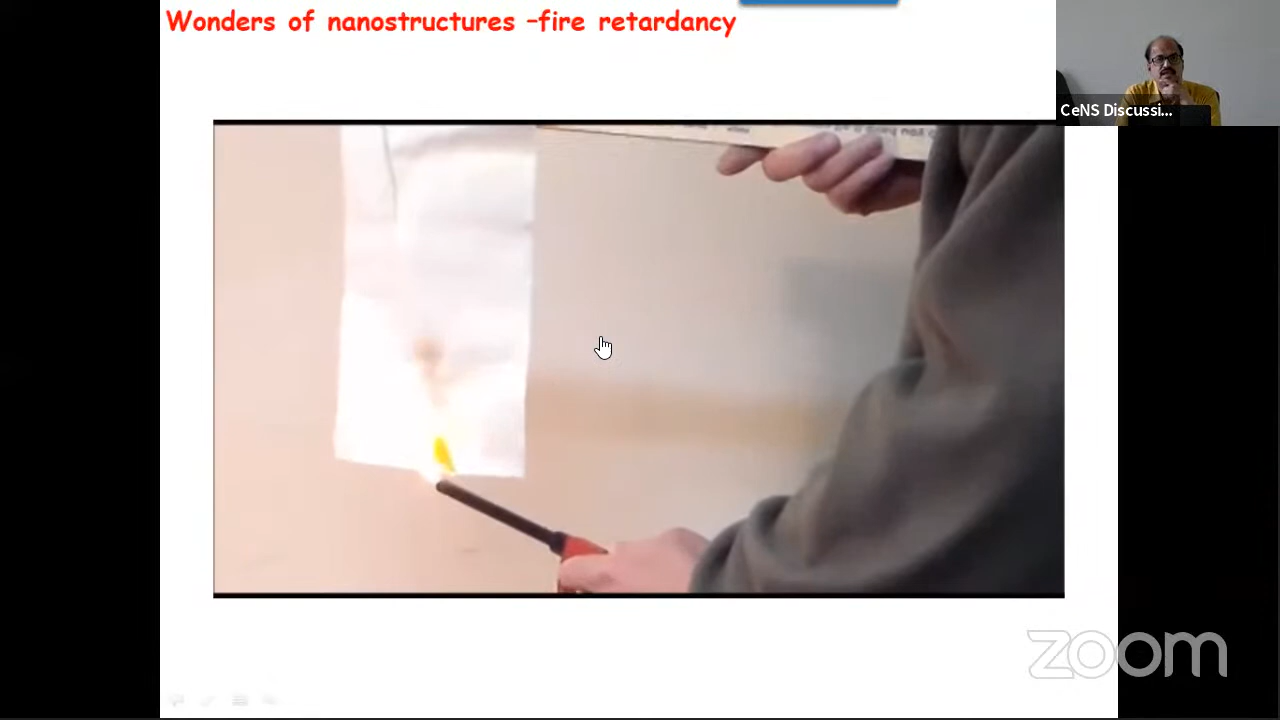 Wonders of nanostructures –fire retardancy
CeNS Discussi...
zoom